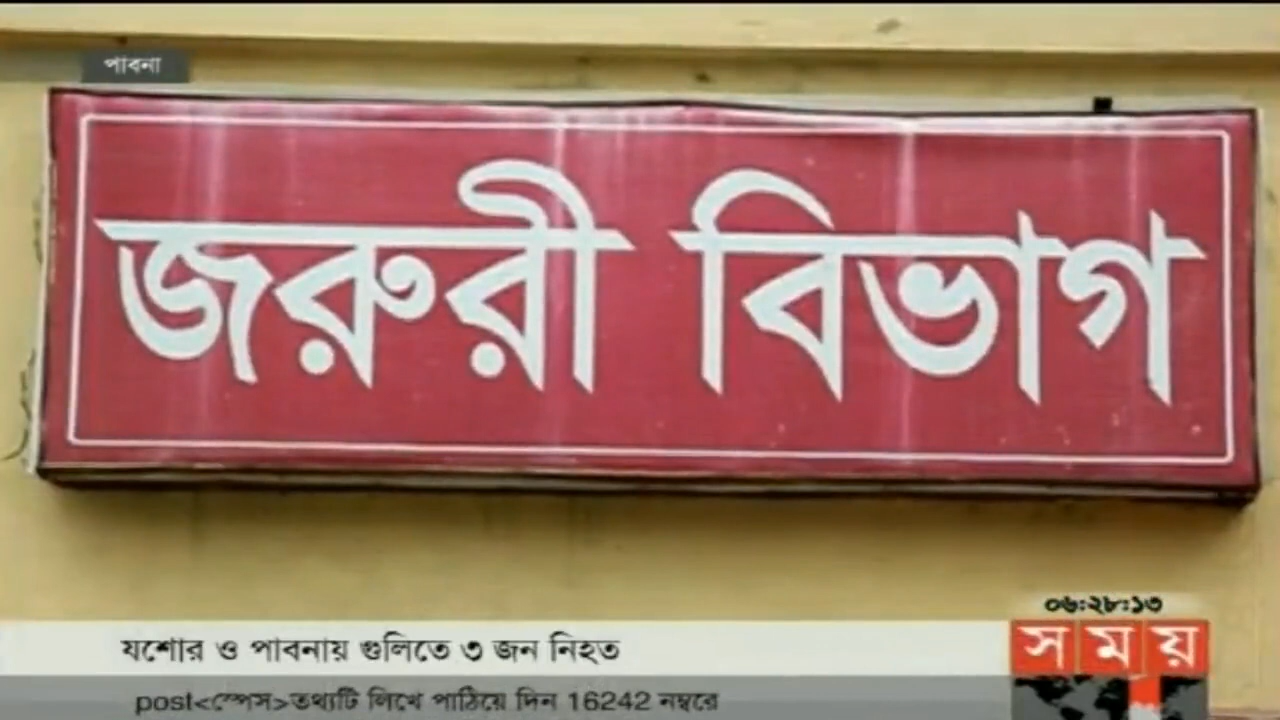 পাবনা
জরুরী বিভাগ
০৬:২৮:১৩
যশোর ও পাবনায় গুলিতে ৩ জন নিহত
সময়
post<স্পেস>তথ্যটি লিখে পাঠিয়ে দিন 16242 নম্বরে